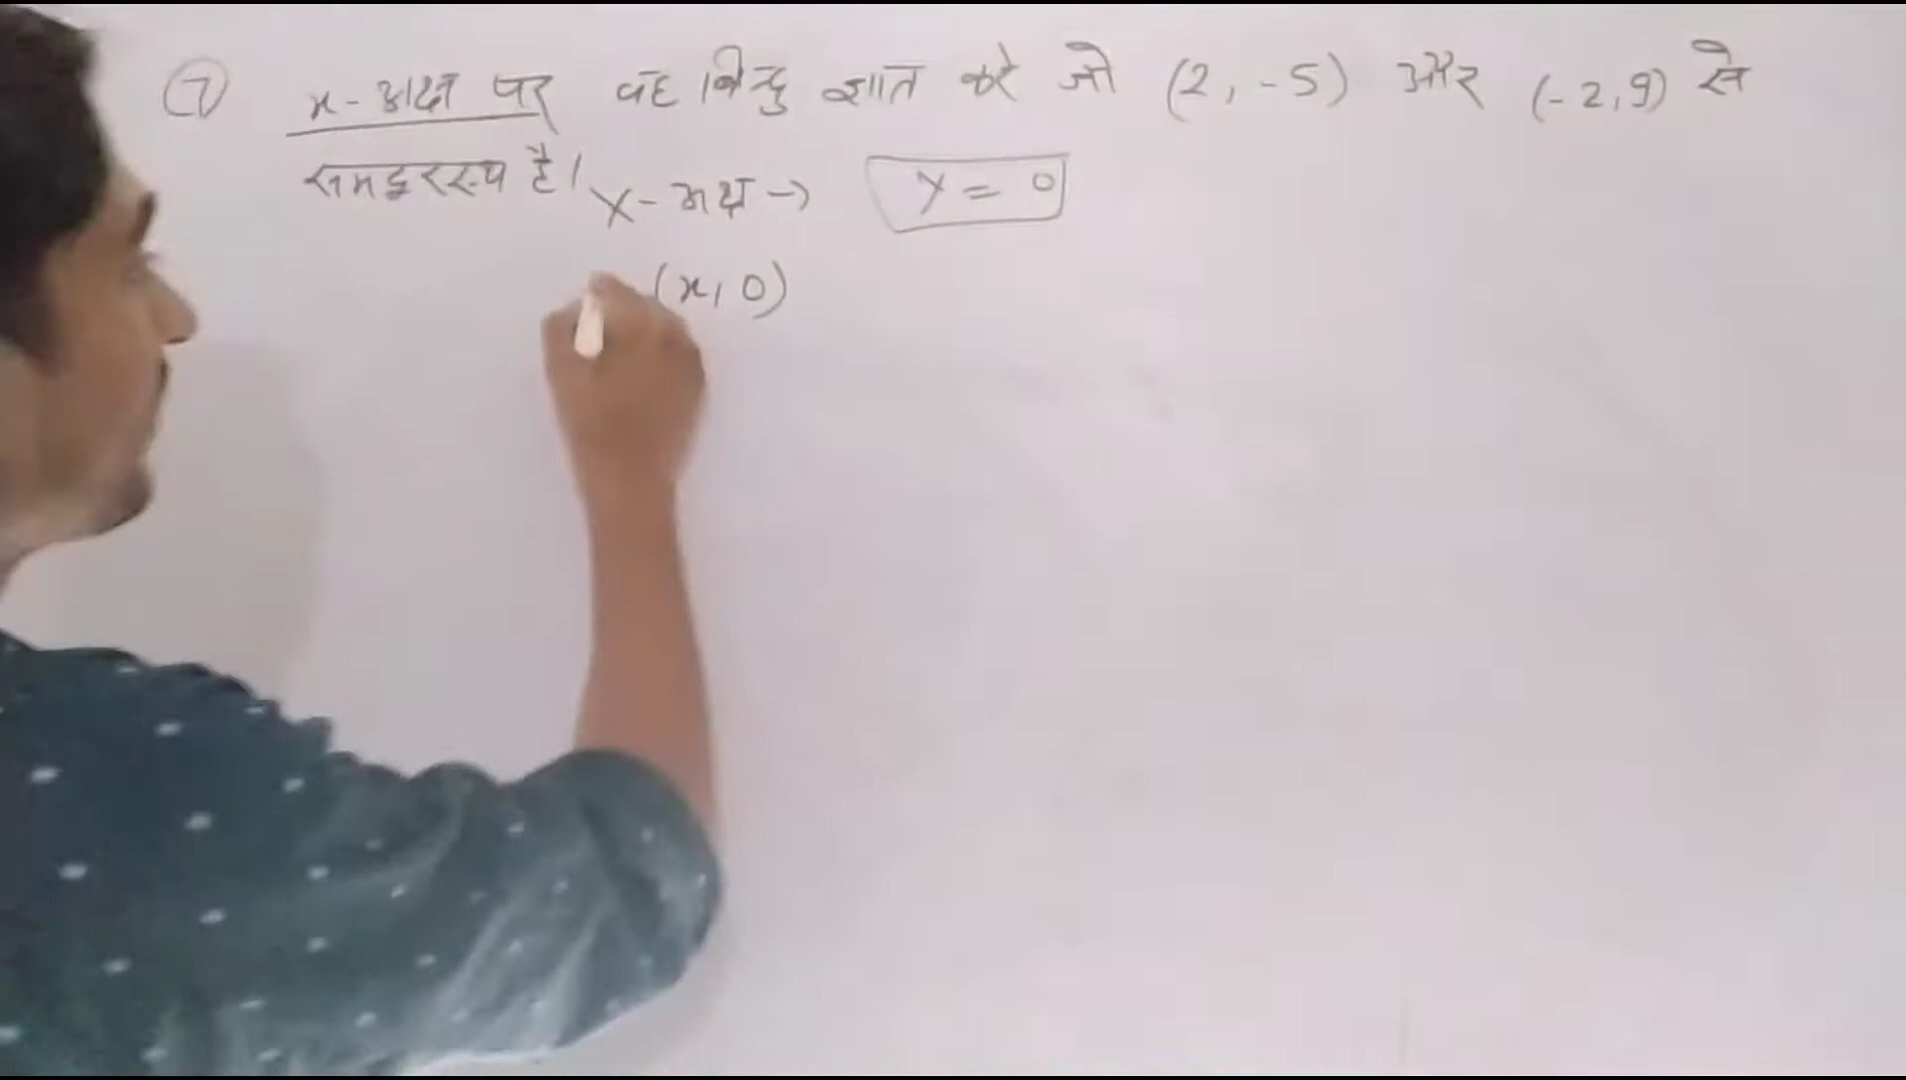 ⑦ x-अक्ष पर वह बिन्दु ज्ञात करे जो (2, -5) और (-2, 9) से
समदूरस्थ है।
X-अक्ष → y = 0
(x, 0)